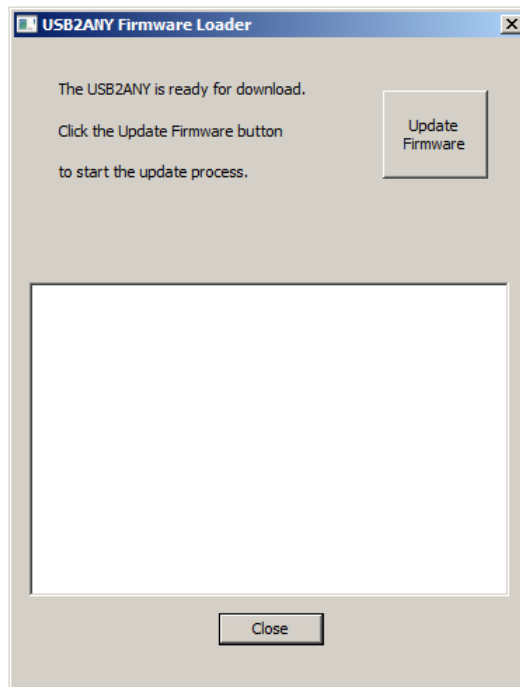 USB2ANY Firmware Loader
The USB2ANY is ready for download.
Click the Update Firmware button
to start the update process.
Update
Firmware
Close